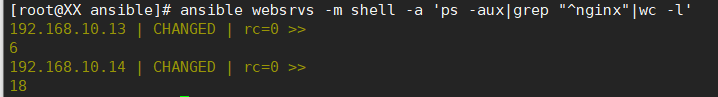 [root@XX ansible]# ansible websrvs -m shell -a 'ps -aux|grep "^nginx"|wc -l'
192.168.10.13 | CHANGED | rc=0 >>
6
192.168.10.14 | CHANGED | rc=0 >>
18